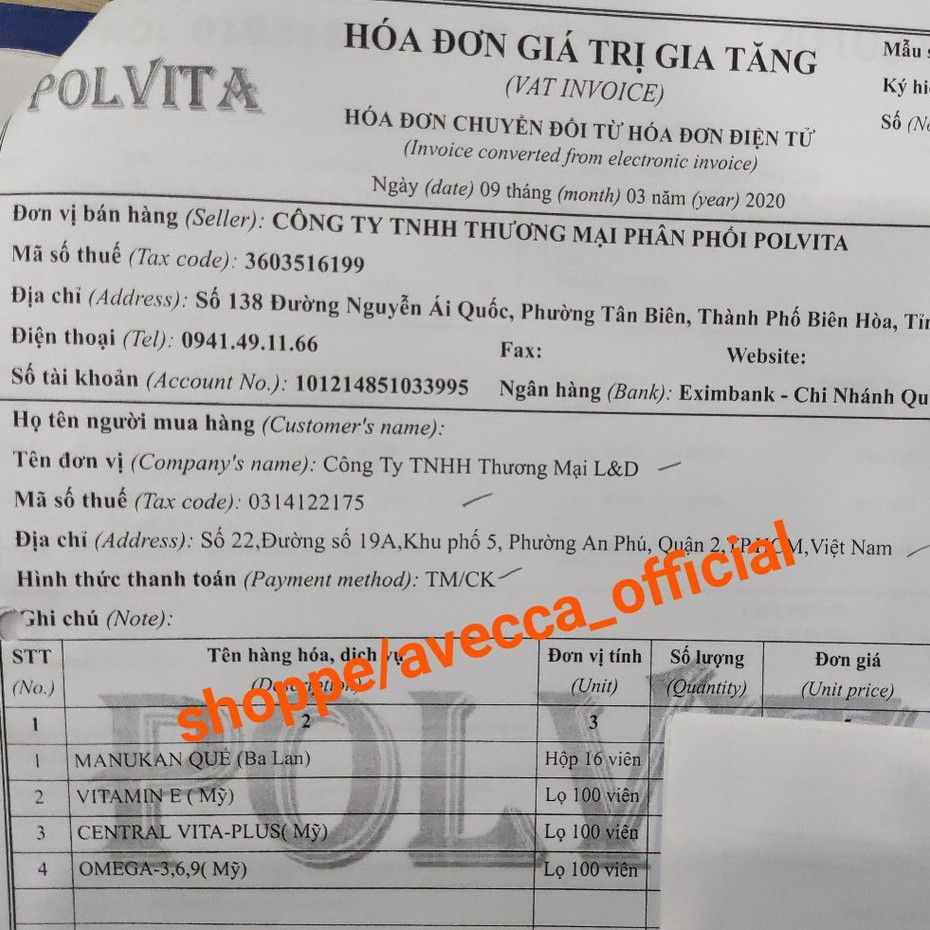 POLVITA
HÓA ĐƠN GIÁ TRỊ GIA TĂNG
Mẫu
(VAT INVOICE)
HÓA ĐƠN CHUYỂN ĐỔI TỪ HÓA ĐƠN ĐIỆN TỬ
Số (No
(Invoice converted from electronic invoice)
Ngày (date) 09 tháng (month) 03 năm (year) 2020
Đơn vị bán hàng (Seller): CÔNG TY TNHH THƯƠNG MẠI PHÂN PHỐI POLVITA
Mã số thuế (Tax code): 3603516199
Địa chỉ (Address): Số 138 Đường Nguyễn Ái Quốc, Phường Tân Biên, Thành Phố Biên Hòa,
Điện thoại (Tel): 0941.49.11.66 Fax: Website:
Số tài khoản (Account No.): 101214851033995 Ngân hàng (Bank): Eximbank - Chi Nhánh
Họ tên người mua hàng (Customer's name):
Tên đơn vị (Company's name): Công Ty TNHH Thương Mại L&D
Mã số thuế (Tax code): 0314122175
Địa chỉ (Address): Số 22,Đường số 19A,Khu phố 5, Phường An Phú, Quận 2,TP.HCM,Việt Nam
Hình thức thanh toán (Payment method): TM/CK
Ghi chú (Note):
shoppe/avecca_official
STT Tên hàng hóa, dịch vụ Đơn vị tính Số lượng Đơn giá
(No.) (Description) (Unit) (Quantity) (Unit price)
1 2 3
1 MANUKAN QUẾ (Ba Lan) Hộp 16 viên
2 VITAMIN E ( Mỹ) Lọ 100 viên
3 CENTRAL VITA-PLUS( Mỹ) Lọ 100 viên
4 OMEGA-3,6,9( Mỹ) Lọ 100 viên